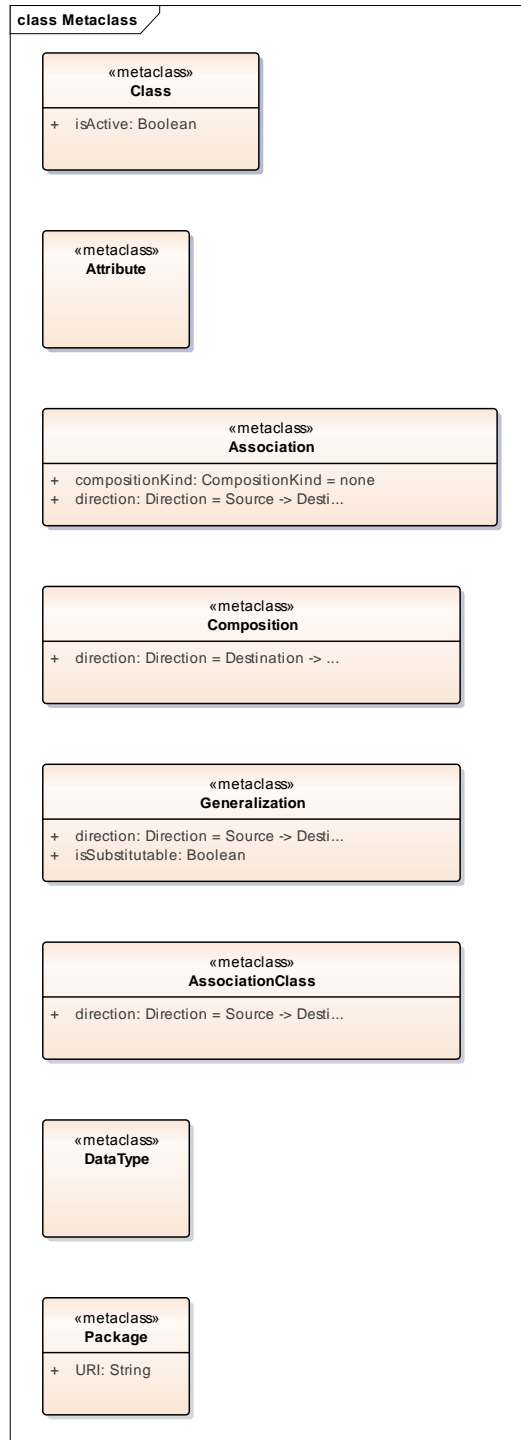 class Metaclass
«metaclass»
Class
+ isActive: Boolean
«metaclass»
Attribute
«metaclass»
Association
+ compositionKind: CompositionKind = none
+ direction: Direction = Source -> Desti...
«metaclass»
Composition
+ direction: Direction = Destination -> ...
«metaclass»
Generalization
+ direction: Direction = Source -> Desti...
+ isSubstitutable: Boolean
«metaclass»
AssociationClass
+ direction: Direction = Source -> Desti...
«metaclass»
DataType
«metaclass»
Package
+ URI: String